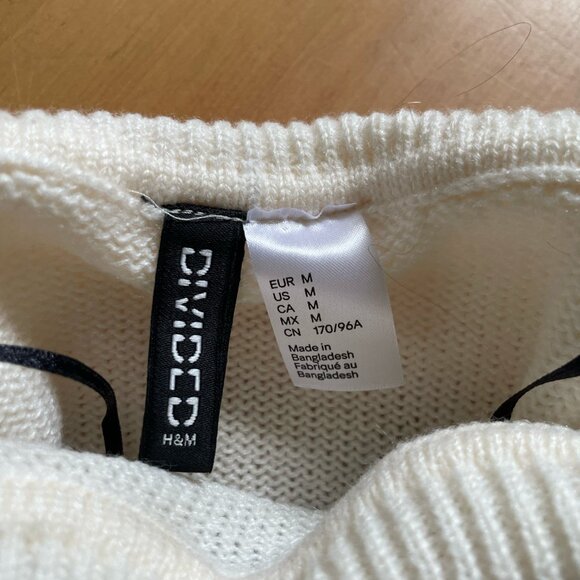 DIVIDED
H&M
EUR M
US M
CA M
MX M
CN 170/96A
Made in
Bangladesh
Fabriqué au
Bangladesh